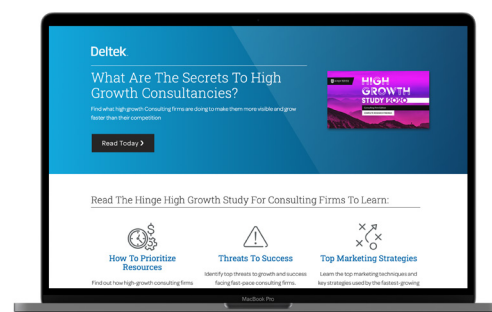 Deltek
What Are The Secrets To High
Growth Consultancies?
Find what high growth Consulting firms are doing to make them more visible and grow
faster than their competition
Read Today >
HIGH
GROWTH
STUDY 2020
Read The Hinge High Growth Study For Consulting Firms To Learn:
How To Prioritize
Resources
Find out how high-growth consulting firms
Threats To Success
Identify top threats to growth and success
facing fast-pace consulting firms.
Top Marketing Strategies
Learn the top marketing techniques and
key strategies used by the fastest-growing
MacBook Pro